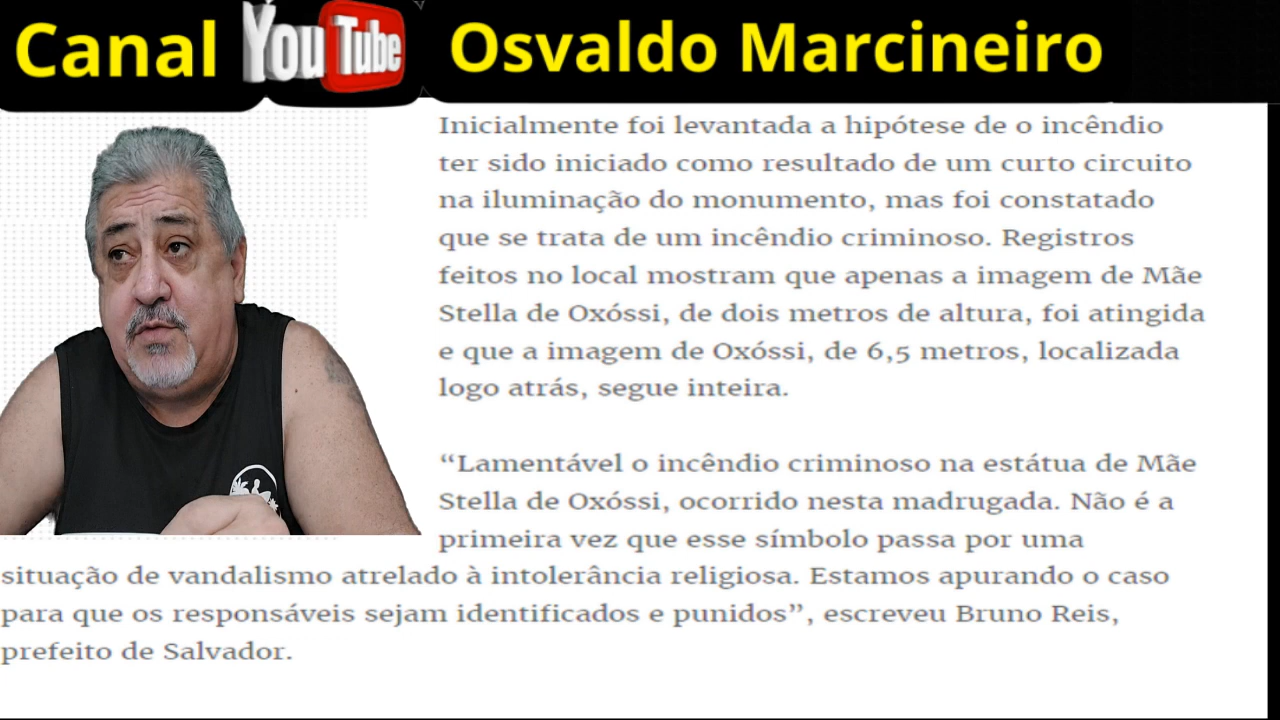 Canal YouTube Osvaldo Marcineiro
Inicialmente foi levantada a hipótese de o incêndio
ter sido iniciado como resultado de um curto circuito
na iluminação do monumento, mas foi constatado
que se trata de um incêndio criminoso. Registros
feitos no local mostram que apenas a imagem de Mãe
Stella de Oxóssi, de dois metros de altura, foi atingida
e que a imagem de Oxóssi, de 6,5 metros, localizada
logo atrás, segue inteira.
“Lamentável o incêndio criminoso na estátua de Mãe
Stella de Oxóssi, ocorrido nesta madrugada. Não é a
primeira vez que esse símbolo passa por uma
situação de vandalismo atrelado à intolerância religiosa. Estamos apurando o caso
para que os responsáveis sejam identificados e punidos”, escreveu Bruno Reis,
prefeito de Salvador.